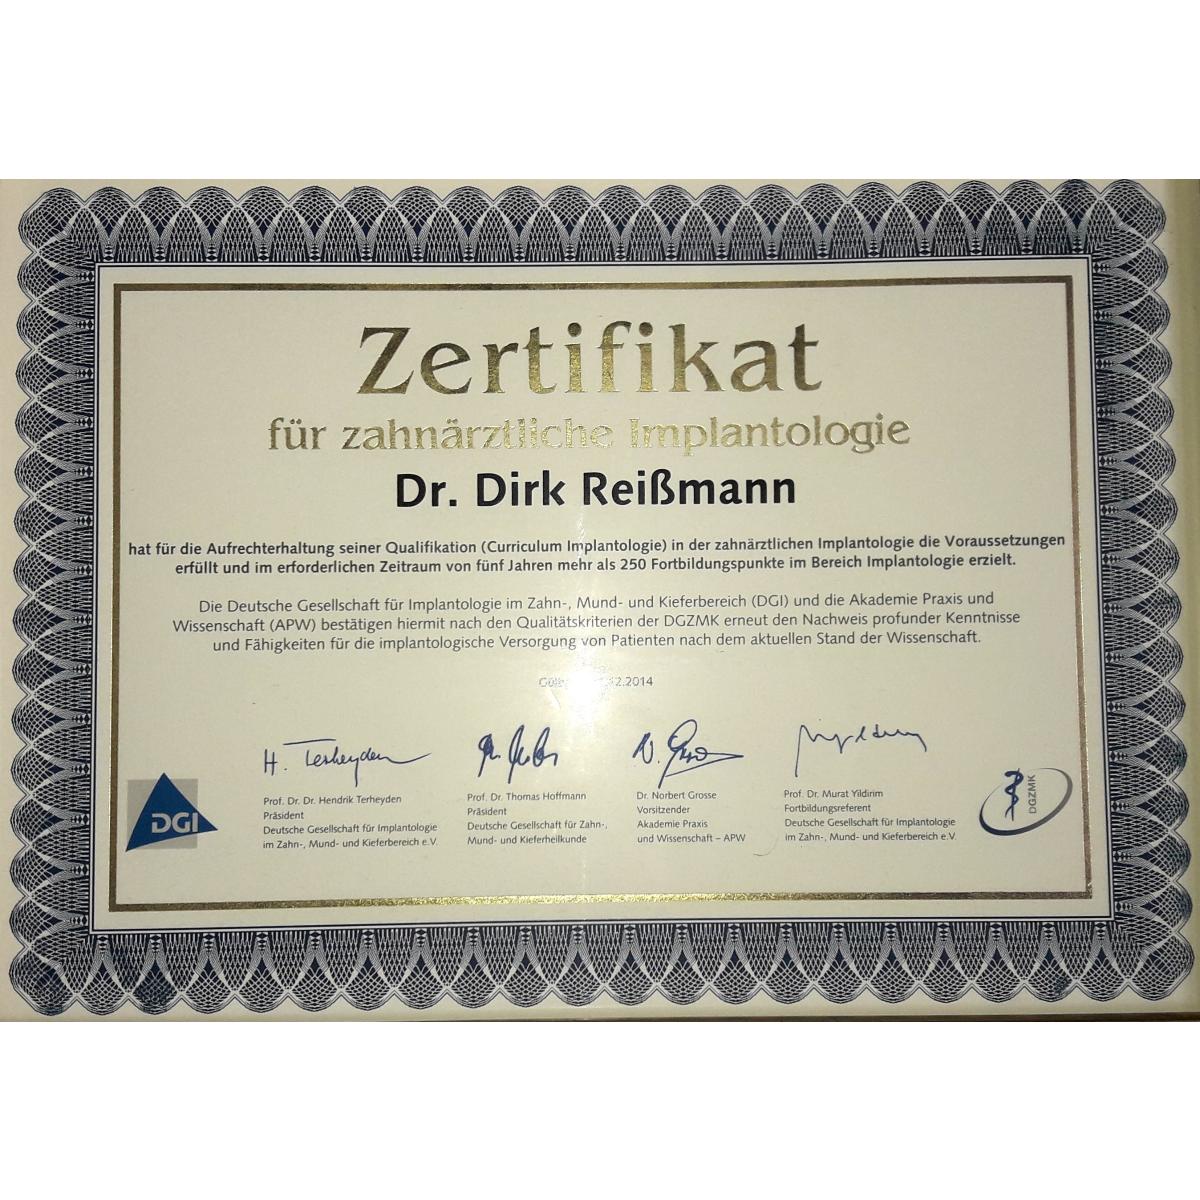 Zertifikat
für zahnärztliche Implantologie
Dr. Dirk Reißmann
hat für die Aufrechterhaltung seiner Qualifikation (Curriculum Implantologie) in der zahnärztlichen Implantologie die Voraussetzungen
erfüllt und im erforderlichen Zeitraum von fünf Jahren mehr als 250 Fortbildungspunkte im Bereich Implantologie erzielt.
Die Deutsche Gesellschaft für Implantologie im Zahn-, Mund- und Kieferbereich (DGI) und die Akademie Praxis und
Wissenschaft (APW) bestätigen hiermit nach den Qualitätskriterien der DGZMK erneut den Nachweis profunder Kenntnisse
und Fähigkeiten für die implantologische Versorgung von Patienten nach dem aktuellen Stand der Wissenschaft.
12.2014
H. Terheyden
DGI
Prof. Dr. Dr. Hendrik Terheyden
Präsident
Deutsche Gesellschaft für Implantologie
im Zahn-, Mund- und Kieferbereich e.V.
Prof. Dr. Thomas Hoffmann
Präsident
Deutsche Gesellschaft für Zahn-,
Mund- und Kieferheilkunde
Dr. Norbert Grosse
Vorsitzender
Akademie Praxis
und Wissenschaft – APW
Prof. Dr. Murat Yildirim
Fortbildungsreferent
Deutsche Gesellschaft für Implantologie
im Zahn-, Mund- und Kieferbereich e.V.
DGZMK